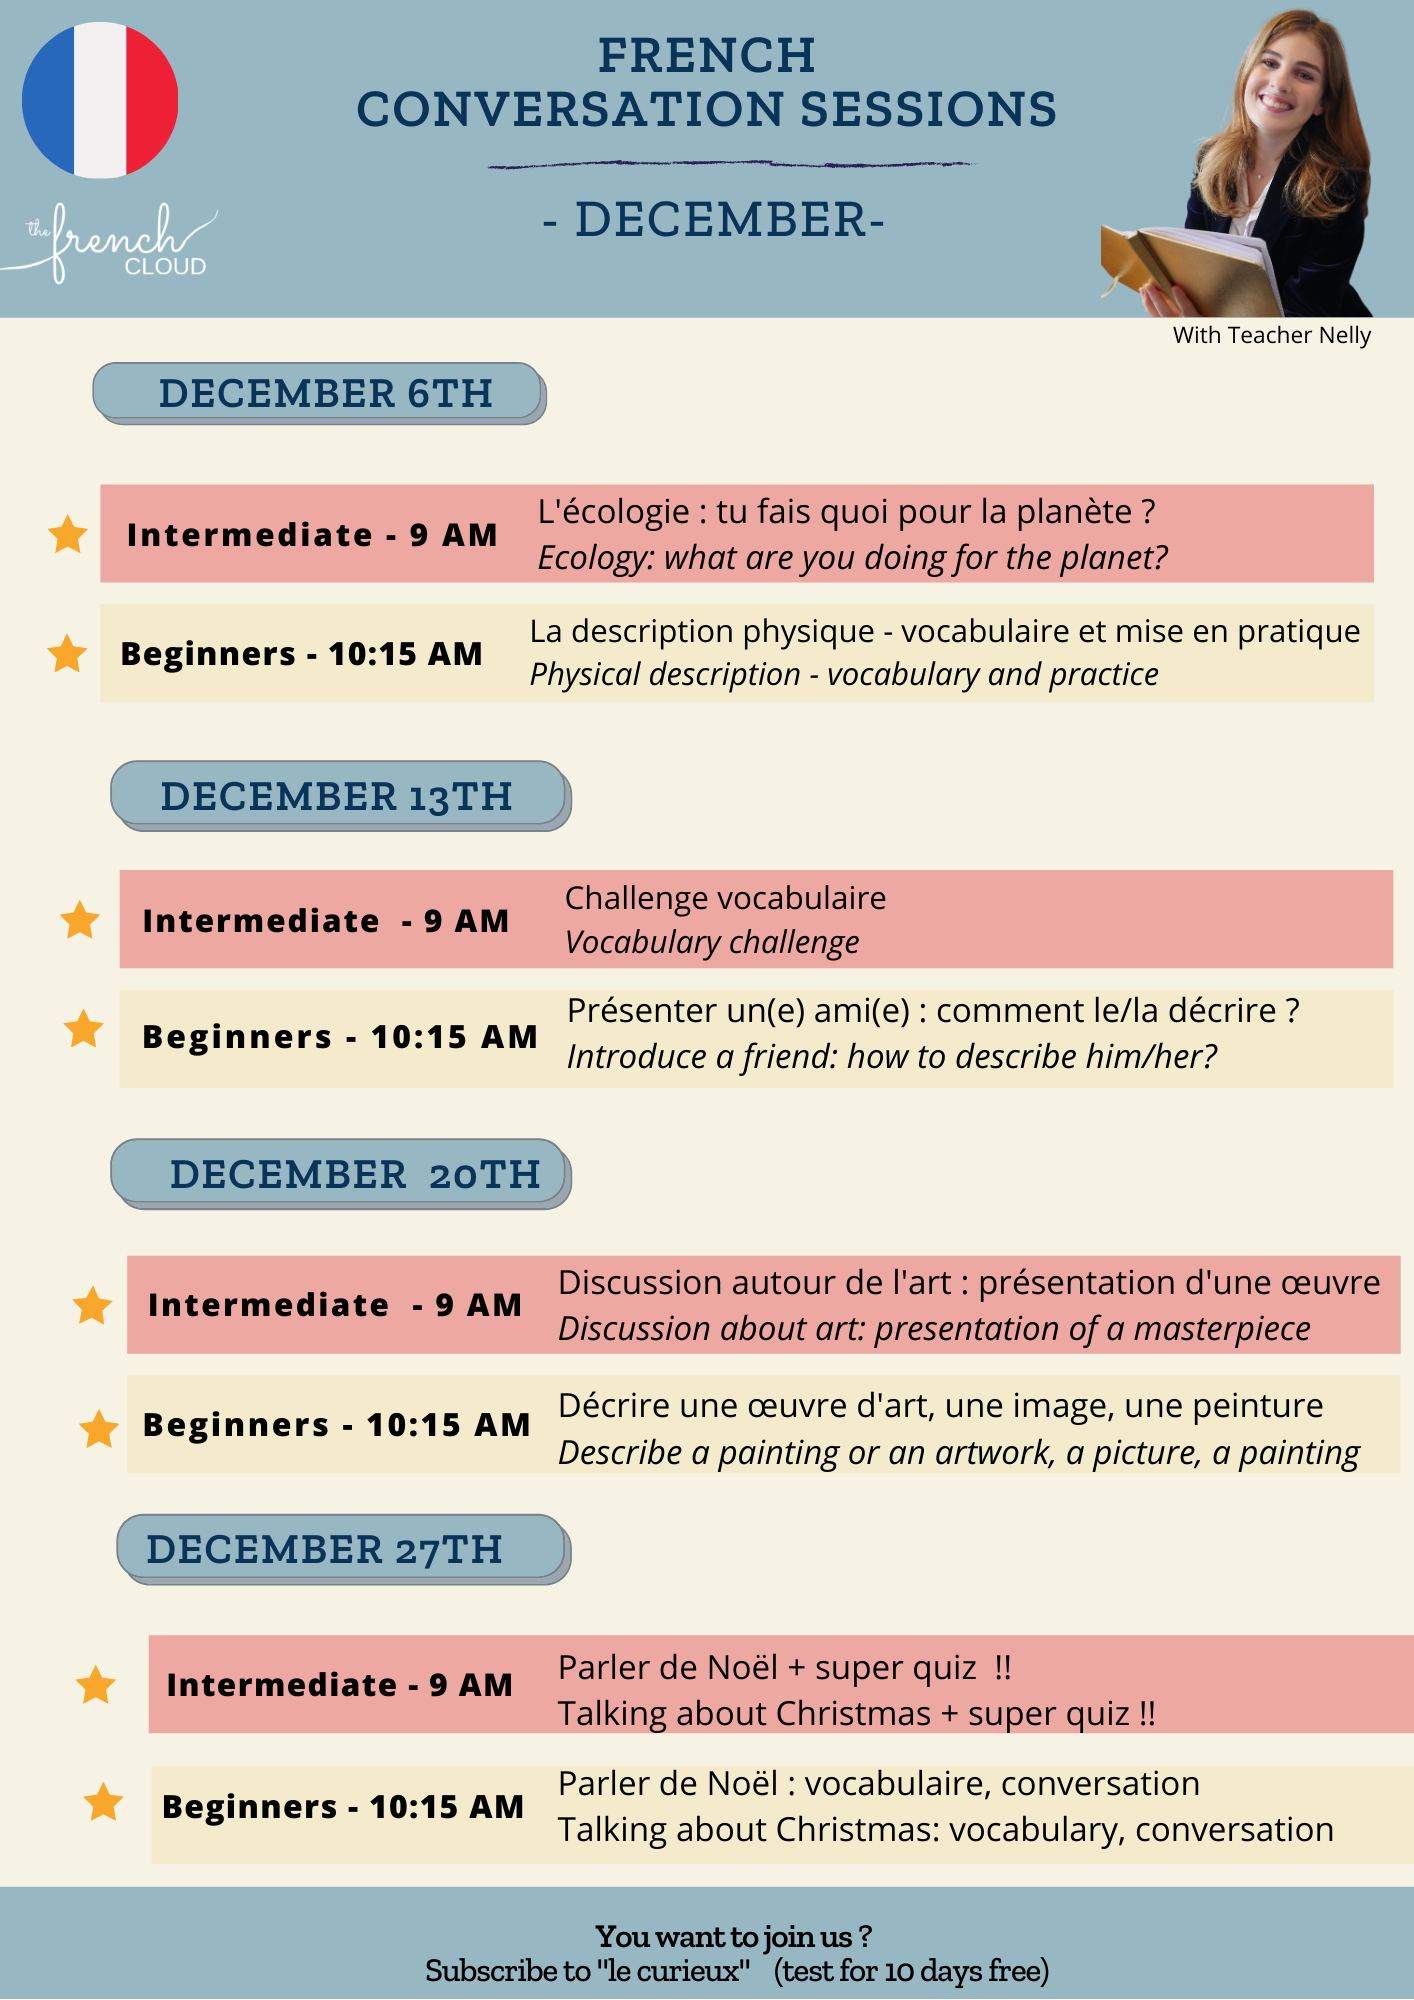 FRENCH
CONVERSATION SESSIONS
- DECEMBER-
the french
CLOUD
With Teacher Nelly
DECEMBER 6TH
Intermediate - 9 AM
L'écologie : tu fais quoi pour la planète ?
Ecology: what are you doing for the planet?
Beginners - 10:15 AM
La description physique - vocabulaire et mise en pratique
Physical description - vocabulary and practice
DECEMBER 13TH
Intermediate - 9 AM
Challenge vocabulaire
Vocabulary challenge
Beginners - 10:15 AM
Présenter un(e) ami(e) : comment le/la décrire ?
Introduce a friend: how to describe him/her?
DECEMBER 20TH
Intermediate - 9 AM
Discussion autour de l'art : présentation d'une œuvre
Discussion about art: presentation of a masterpiece
Beginners - 10:15 AM
Décrire une œuvre d'art, une image, une peinture
Describe a painting or an artwork, a picture, a painting
DECEMBER 27TH
Intermediate - 9 AM
Parler de Noël + super quiz !!
Talking about Christmas + super quiz !!
Beginners - 10:15 AM
Parler de Noël : vocabulaire, conversation
Talking about Christmas: vocabulary, conversation
You want to join us ?
Subscribe to "le curieux" (test for 10 days free)